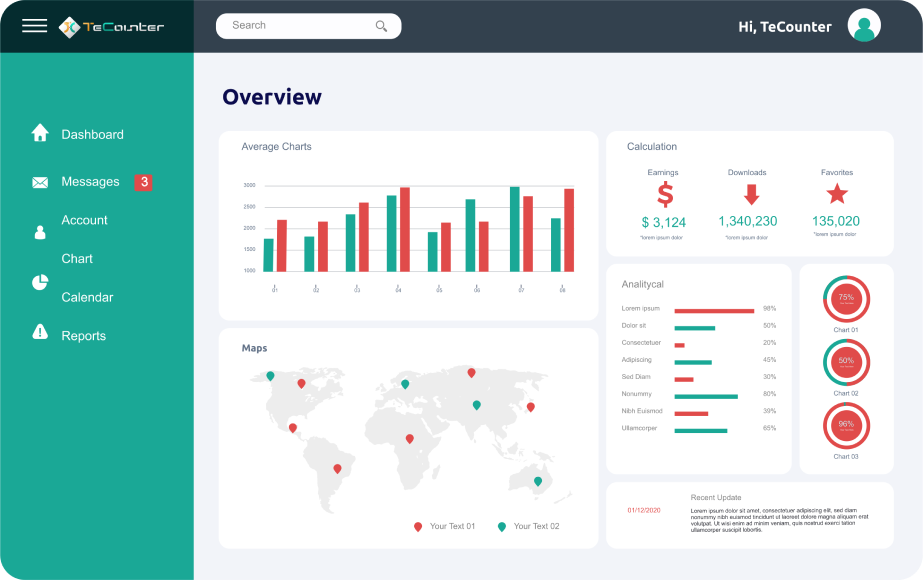 TeCounter
Search
Hi, TeCounter
Dashboard
Messages 3
Account
Chart
Calendar
Reports
Overview
Average Charts
3000
2500
2000
1500
1000
01 02 03 04 05 06 07 08
Maps
Your Text 01 Your Text 02
Calculation
Earnings Downloads Favorites
$
$ 3,124 1,340,230 135,020
*lorem ipsum dolor *lorem ipsum dolor *lorem ipsum dolor
Analitycal
Lorem ipsum 98%
Dolor sit 50%
Consectetuer 20%
Adipiscing 45%
Sed Diam 30%
Nonummy 80%
Nibh Euismod 39%
Ullamcorper 65%
75%
Chart 01
50%
Chart 02
96%
Chart 03
Recent Update
01/12/2020
Lorem ipsum dolor sit amet, consectetuer adipiscing elit, sed diam
nonummy nibh euismod tincidunt ut laoreet dolore magna aliquam erat
volutpat. Ut wisi enim ad minim veniam, quis nostrud exerci tation
ullamcorper suscipit lobortis.